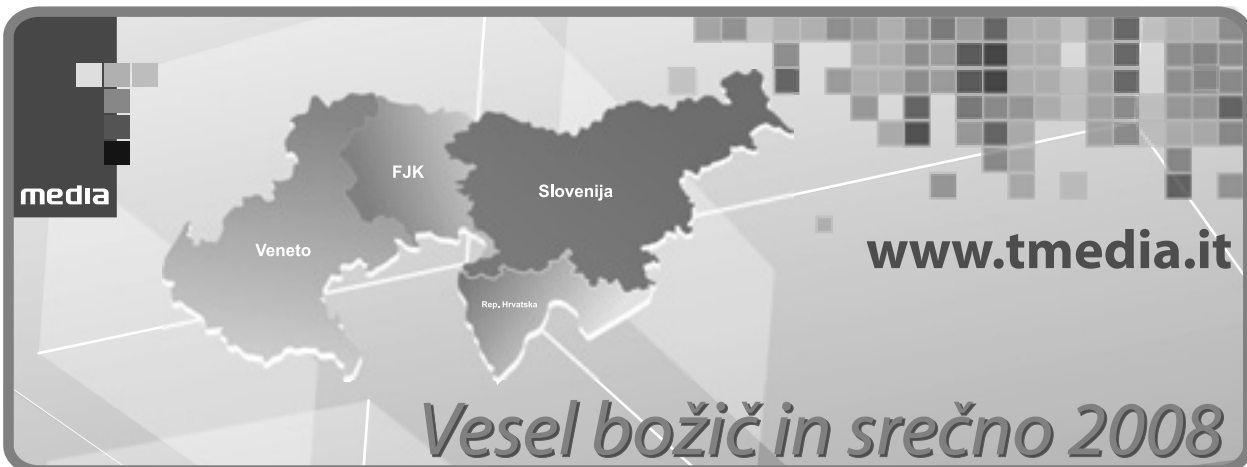 media
FJK
Slovenija
Veneto
www.tmedia.it
Rep. Hrvatska
Vesel božič in srečno 2008